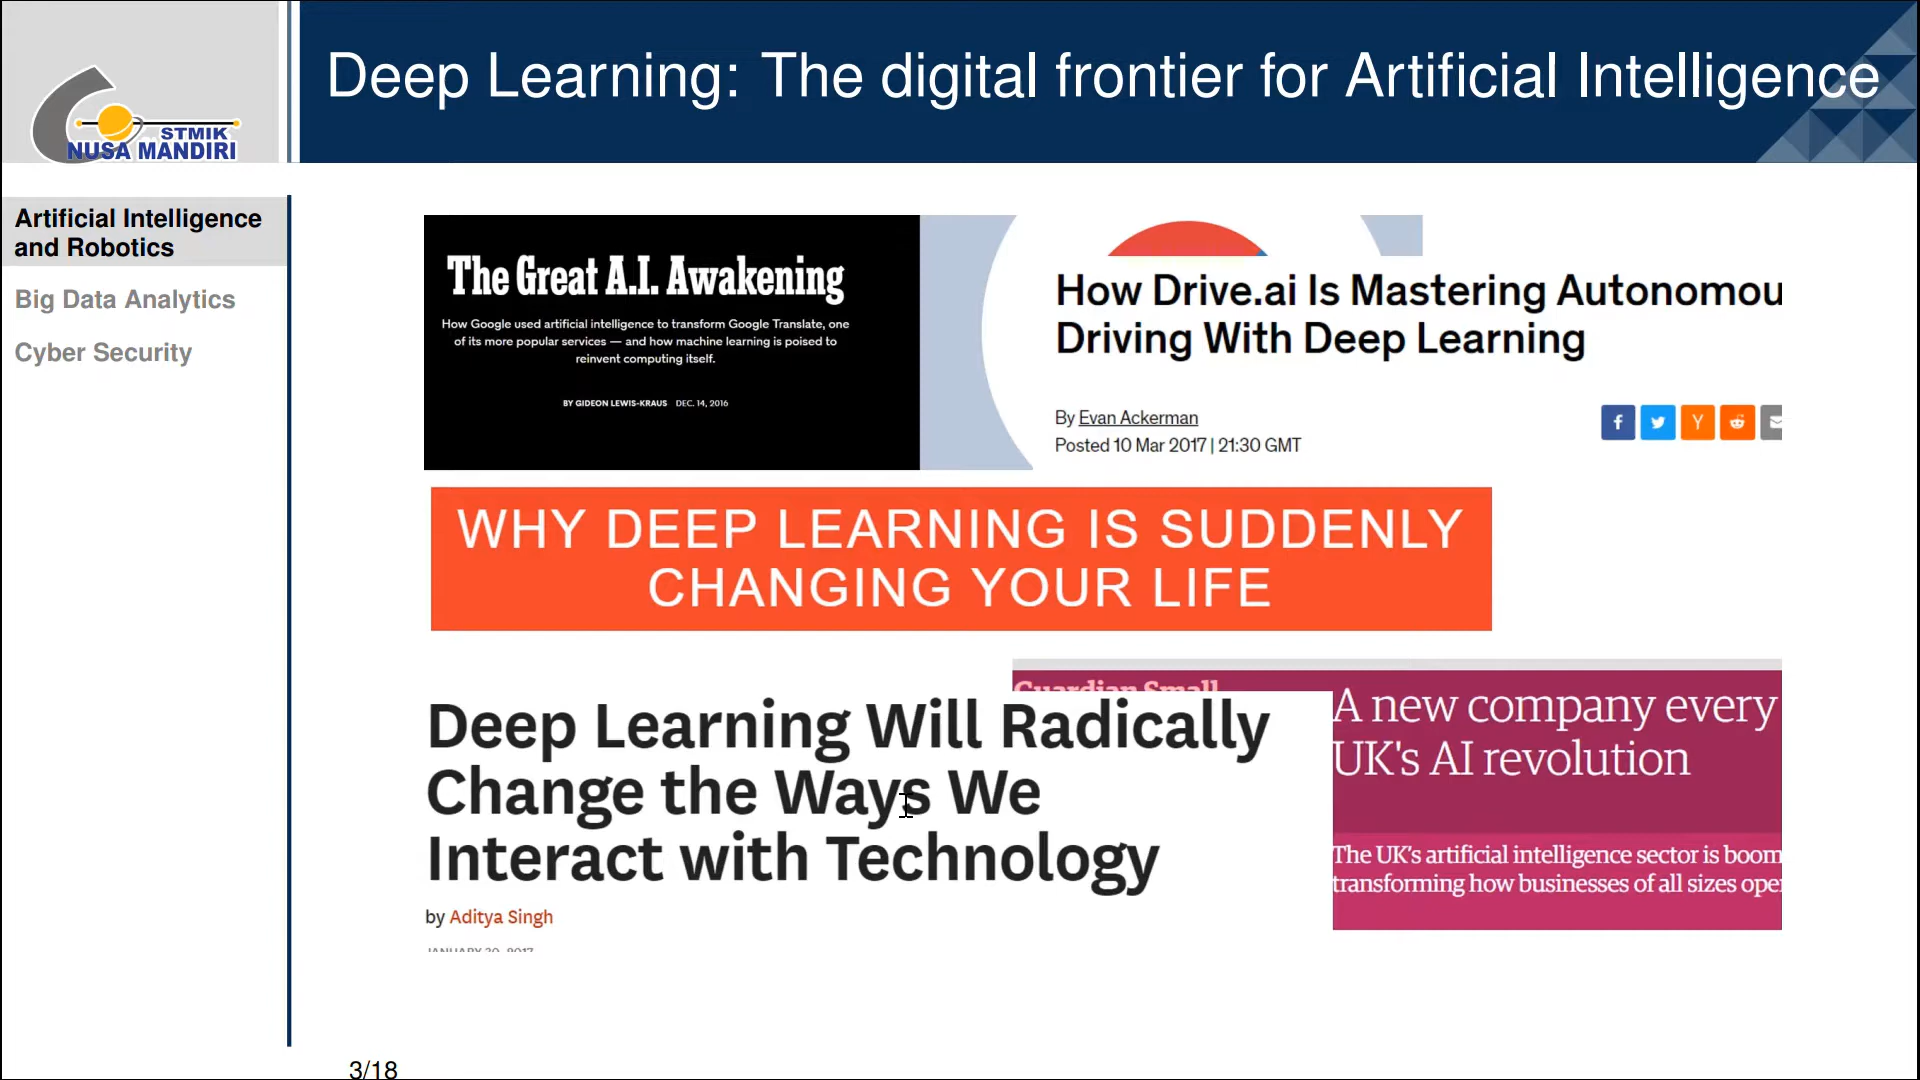 Deep Learning: The digital frontier for Artificial Intelligence
STMIK
NUSA MANDIRI
Artificial Intelligence
and Robotics
Big Data Analytics
Cyber Security
The Great A.I. Awakening
How Google used artificial intelligence to transform Google Translate, one
of its more popular services — and how machine learning is poised to
reinvent computing itself.
BY GIDEON LEWIS-KRAUS DEC. 14, 2016
How Drive.ai Is Mastering Autonomou
Driving With Deep Learning
By Evan Ackerman
Posted 10 Mar 2017 | 21:30 GMT
WHY DEEP LEARNING IS SUDDENLY
CHANGING YOUR LIFE
Guardian Small
Deep Learning Will Radically
Change the Ways We
Interact with Technology
by Aditya Singh
JANUARY 30, 2017
A new company every
UK's AI revolution
The UK's artificial intelligence sector is boom
transforming how businesses of all sizes ope
3/18